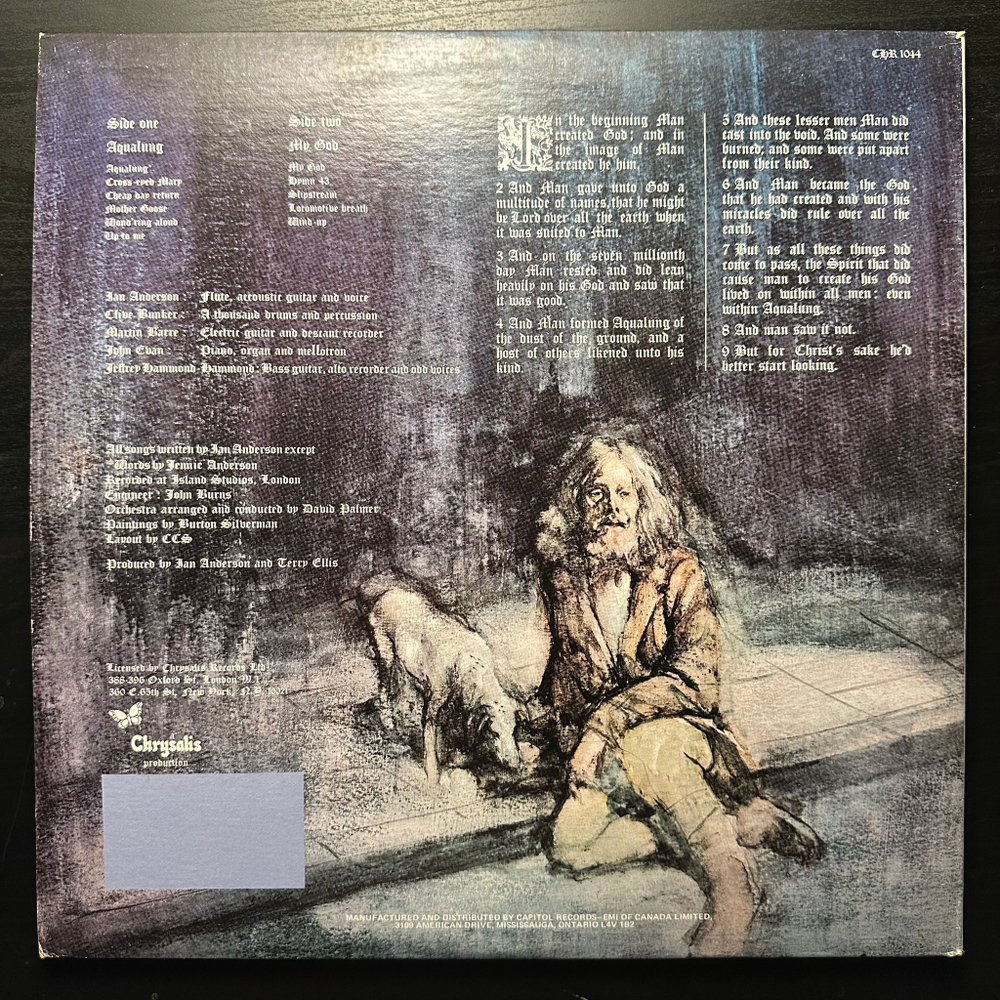 CHR 1044
Side one
Aqualung
Aqualung*
Cross-eyed Mary
Cheap day return
Mother Goose
Wond'ring aloud
Up to me
Side two
My God
My God
Hymn 43
Slipstream
Locomotive breath
Wind-up
Ian Anderson : Flute, accoustic guitar and voice
Clive Bunker : A thousand drums and percussion
Martin Barre : Electric guitar and descant recorder
John Evan : Piano, organ and mellotron
Jeffrey Hammond-Hammond : Bass guitar, alto recorder and odd voices
All songs written by Ian Anderson except
*Words by Jennie Anderson
Recorded at Island Studios, London
Engineer : John Burns
Orchestra arranged and conducted by David Palmer
Paintings by Burton Silverman
Layout by CCS
Produced by Ian Anderson and Terry Ellis
Licensed by Chrysalis Records Ltd
388-396 Oxford St, London W.1.
360 E.65th St, New York, N.Y. 10021
Chrysalis
production
In the beginning Man
created God; and in
the image of Man
created he him.
2 And Man gave unto God a
multitude of names, that he might
be Lord over all the earth when
it was suited to Man.
3 And on the seven millionth
day Man rested and did lean
heavily on his God and saw that
it was good.
4 And Man formed Aqualung of
the dust of the ground, and a
host of others likened unto his
kind.
5 And these lesser men Man did
cast into the void. And some were
burned; and some were put apart
from their kind.
6 And Man became the God
that he had created and with his
miracles did rule over all the
earth.
7 But as all these things did
come to pass, the Spirit that did
cause man to create his God
lived on within all men : even
within Aqualung.
8 And man saw it not.
9 But for Christ's sake he'd
better start looking.
MANUFACTURED AND DISTRIBUTED BY CAPITOL RECORDS-EMI OF CANADA LIMITED,
3109 AMERICAN DRIVE, MISSISSAUGA, ONTARIO L4V 1B2